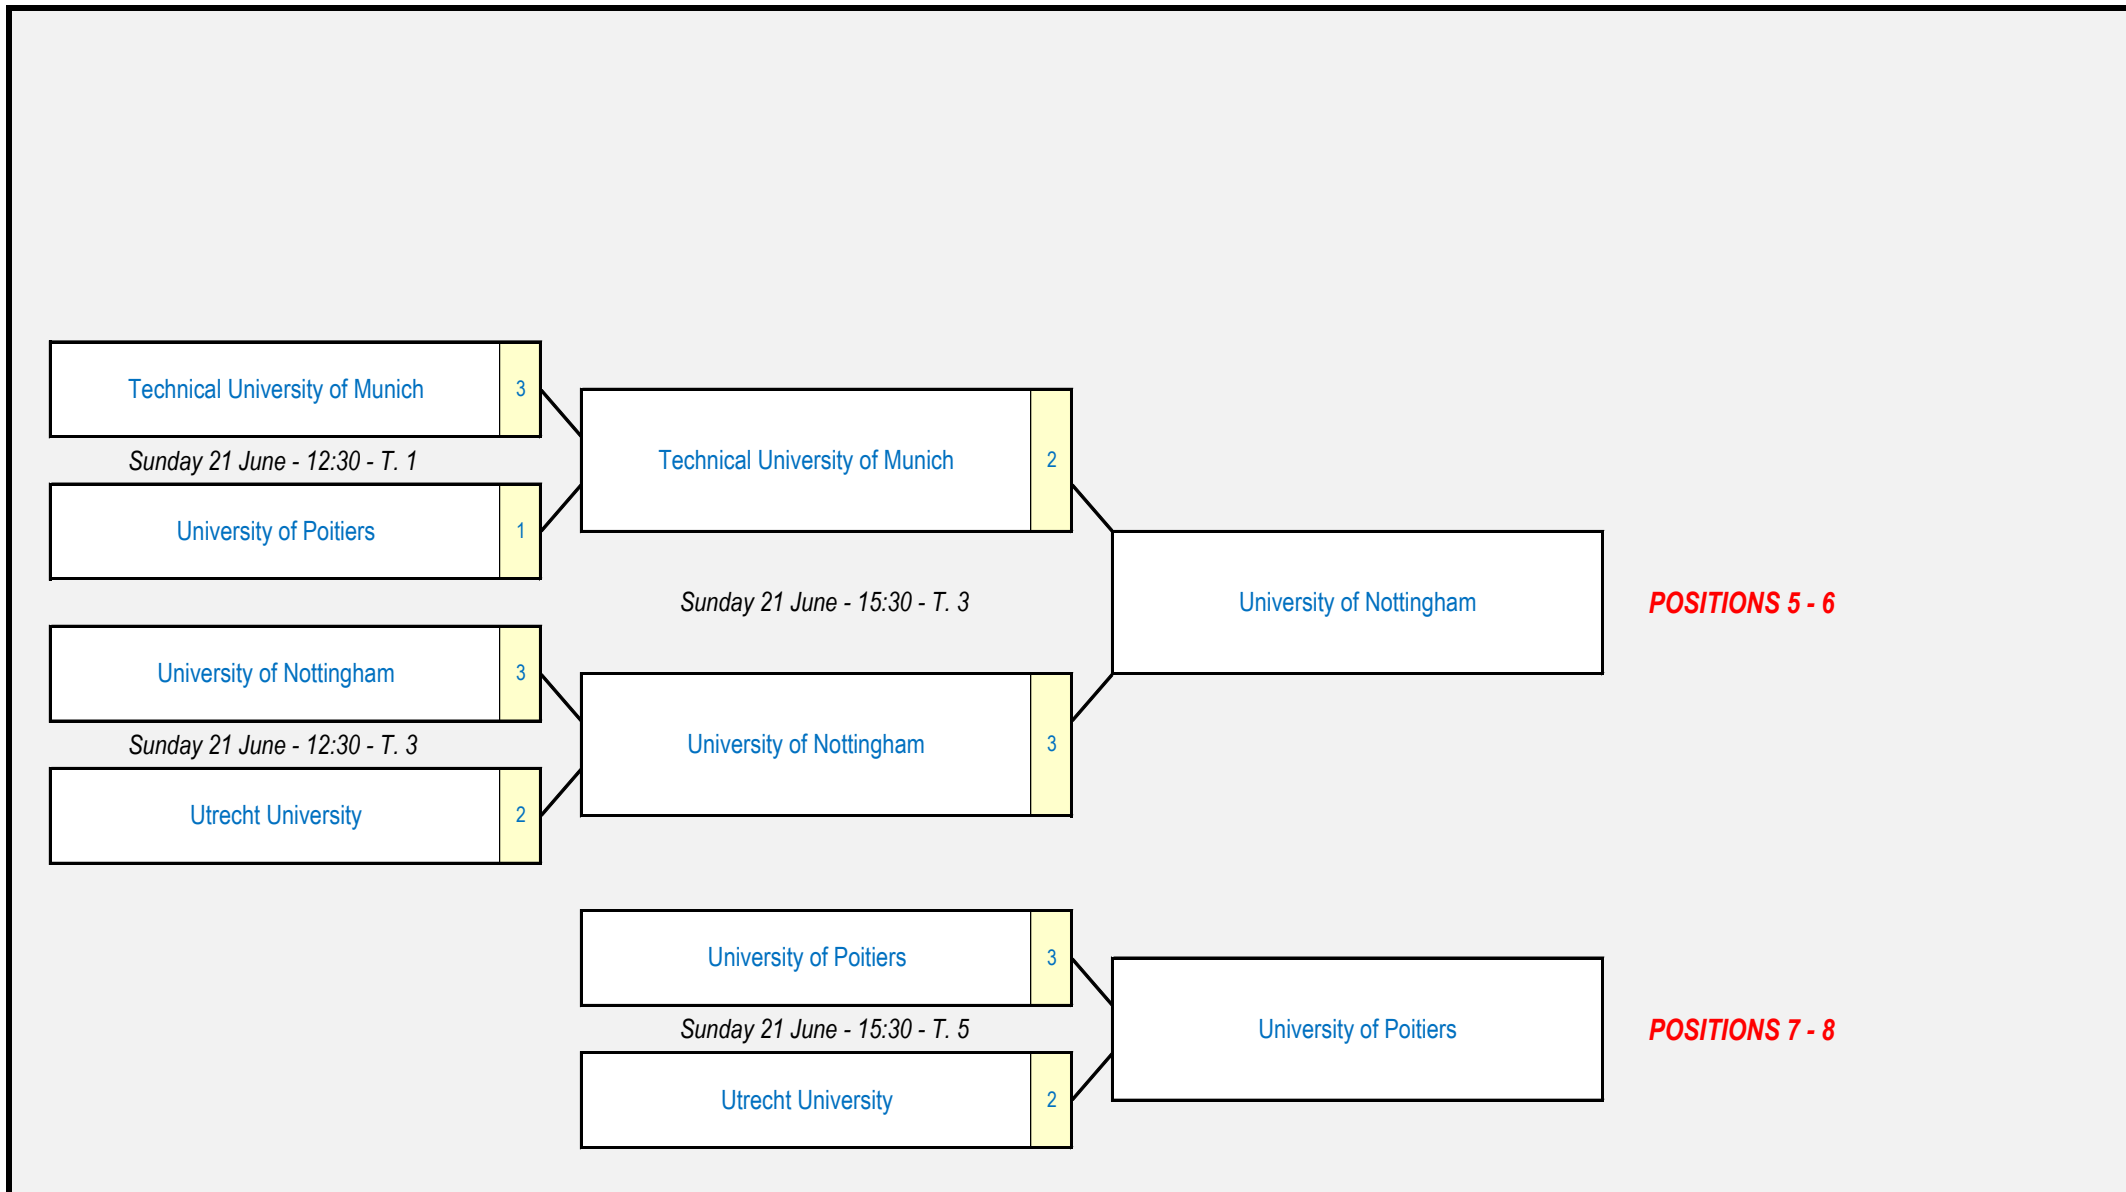 Technical University of Munich 3
Sunday 21 June - 12:30 - T. 1
University of Poitiers 1
University of Nottingham 3
Sunday 21 June - 12:30 - T. 3
Utrecht University 2
Technical University of Munich 2
Sunday 21 June - 15:30 - T. 3
University of Nottingham 3
University of Nottingham
POSITIONS 5 - 6
University of Poitiers 3
Sunday 21 June - 15:30 - T. 5
Utrecht University 2
University of Poitiers
POSITIONS 7 - 8